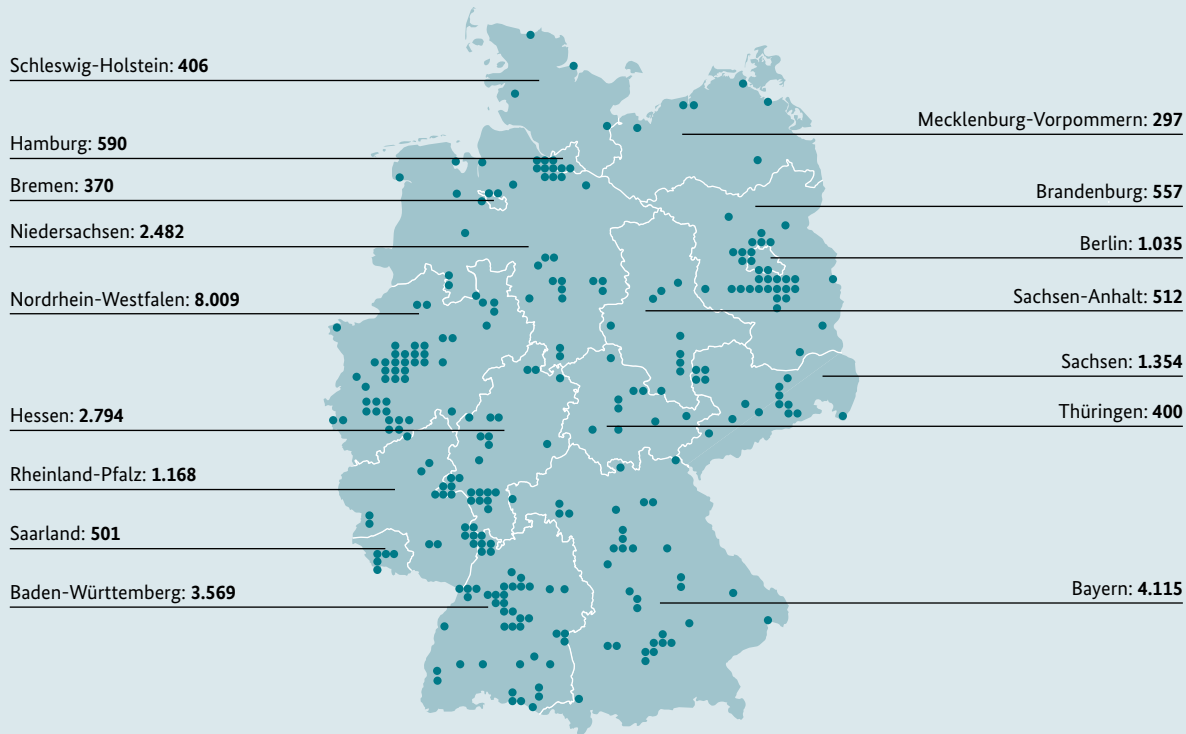 Schleswig-Holstein: 406
Hamburg: 590
Bremen: 370
Niedersachsen: 2.482
Nordrhein-Westfalen: 8.009
Hessen: 2.794
Rheinland-Pfalz: 1.168
Saarland: 501
Baden-Württemberg: 3.569
Mecklenburg-Vorpommern: 297
Brandenburg: 557
Berlin: 1.035
Sachsen-Anhalt: 512
Sachsen: 1.354
Thüringen: 400
Bayern: 4.115